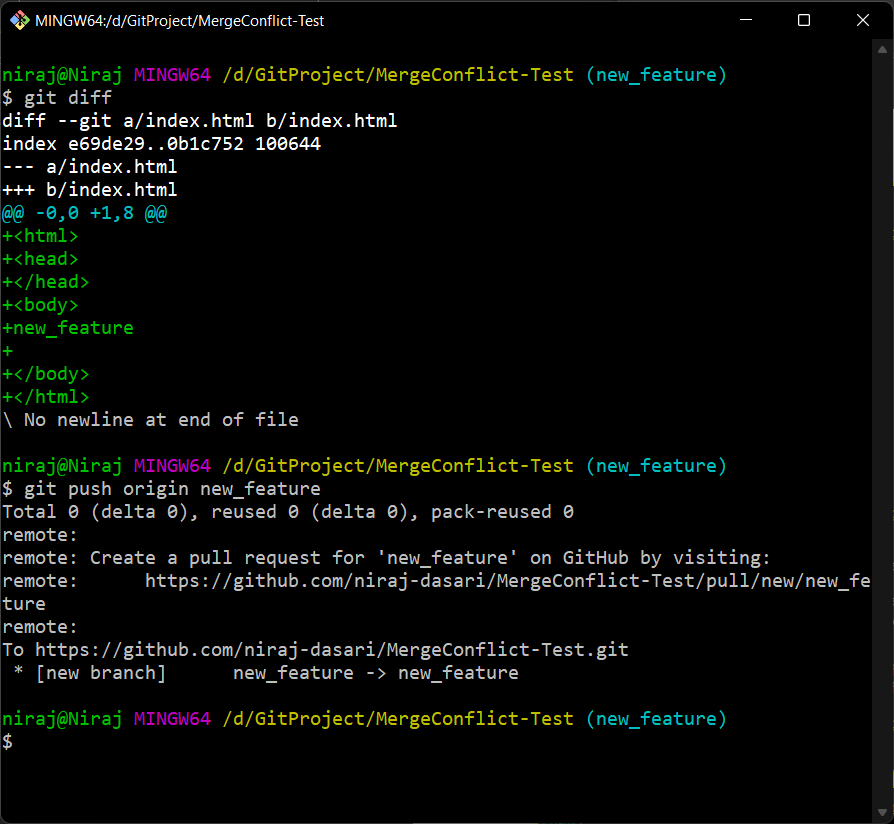 MINGW64:/d/GitProject/MergeConflict-Test
niraj@Niraj MINGW64 /d/GitProject/MergeConflict-Test (new_feature)
$ git diff
diff --git a/index.html b/index.html
index e69de29..0b1c752 100644
--- a/index.html
+++ b/index.html
@@ -0,0 +1,8 @@
+<html>
+<head>
+</head>
+<body>
+new_feature
+
+</body>
+</html>
\ No newline at end of file
niraj@Niraj MINGW64 /d/GitProject/MergeConflict-Test (new_feature)
$ git push origin new_feature
Total 0 (delta 0), reused 0 (delta 0), pack-reused 0
remote:
remote: Create a pull request for 'new_feature' on GitHub by visiting:
remote:      https://github.com/niraj-dasari/MergeConflict-Test/pull/new/new_fe
ture
remote:
To https://github.com/niraj-dasari/MergeConflict-Test.git
 * [new branch]      new_feature -> new_feature
niraj@Niraj MINGW64 /d/GitProject/MergeConflict-Test (new_feature)
$